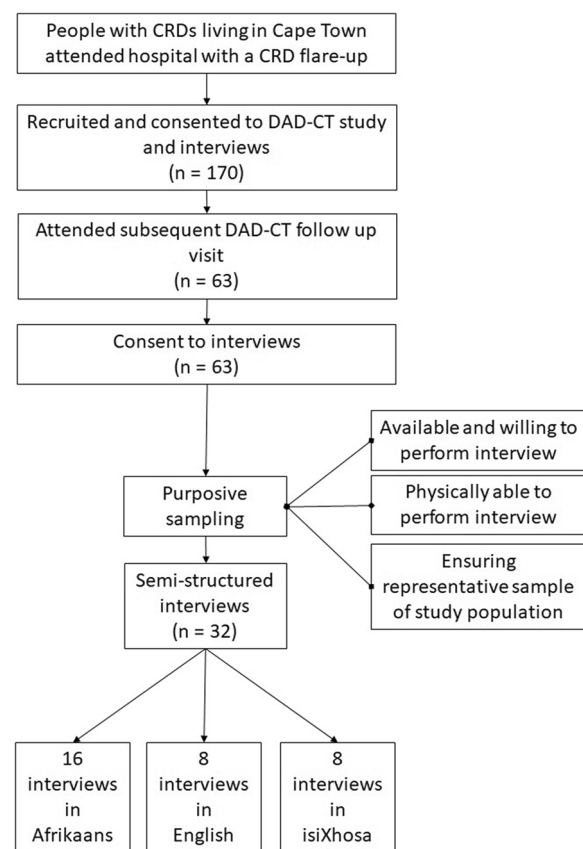 People with CRDs living in Cape Town
attended hospital with a CRD flare-up
Recruited and consented to DAD-CT study
and interviews
(n = 170)
Attended subsequent DAD-CT follow up
visit
(n = 63)
Consent to interviews
(n = 63)
Purposive
sampling
Available and willing to
perform interview
Physically able to
perform interview
Ensuring
representative sample
of study population
Semi-structured
interviews
(n = 32)
16
interviews
in
Afrikaans
8
interviews
in
English
8
interviews
in
isiXhosa